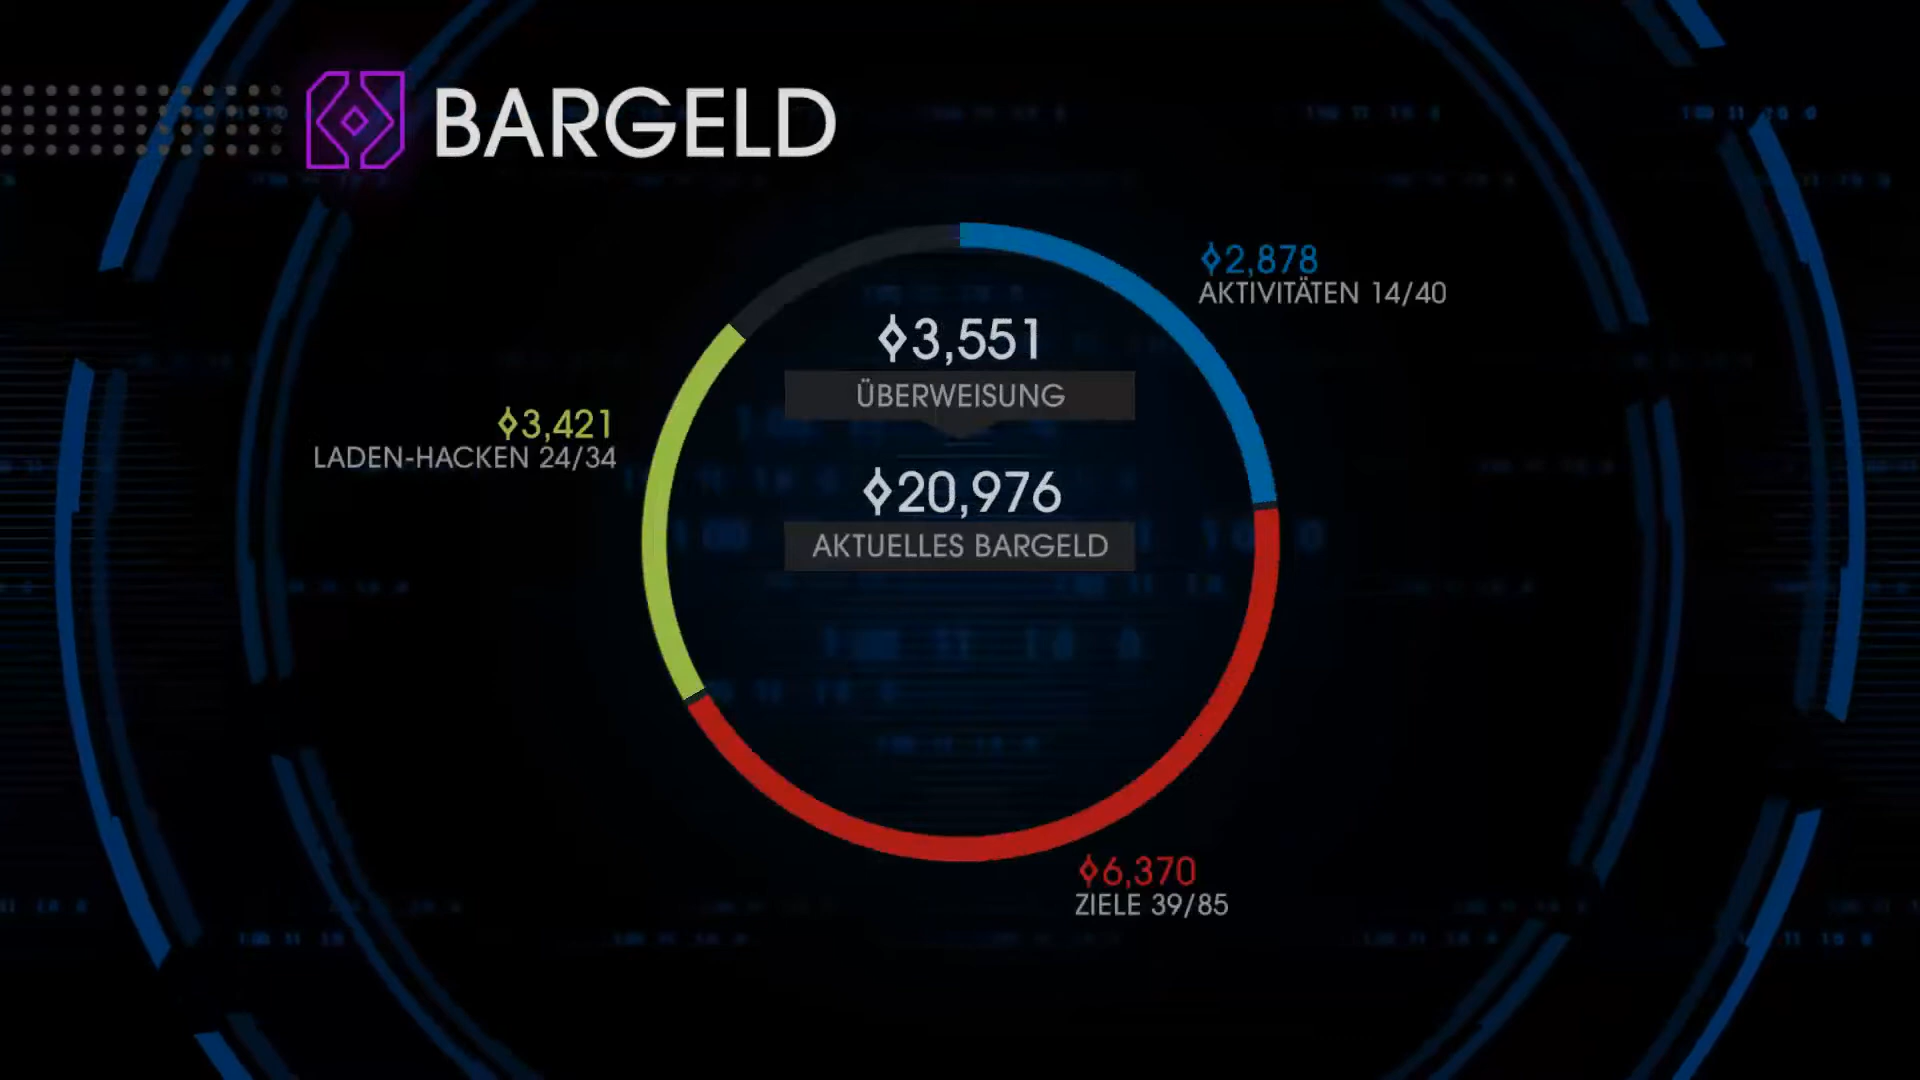 BARGELD
2,878
AKTIVITÄTEN 14/40
3,551
ÜBERWEISUNG
3,421
LADEN-HACKEN 24/34
20,976
AKTUELLES BARGELD
6,370
ZIELE 39/85